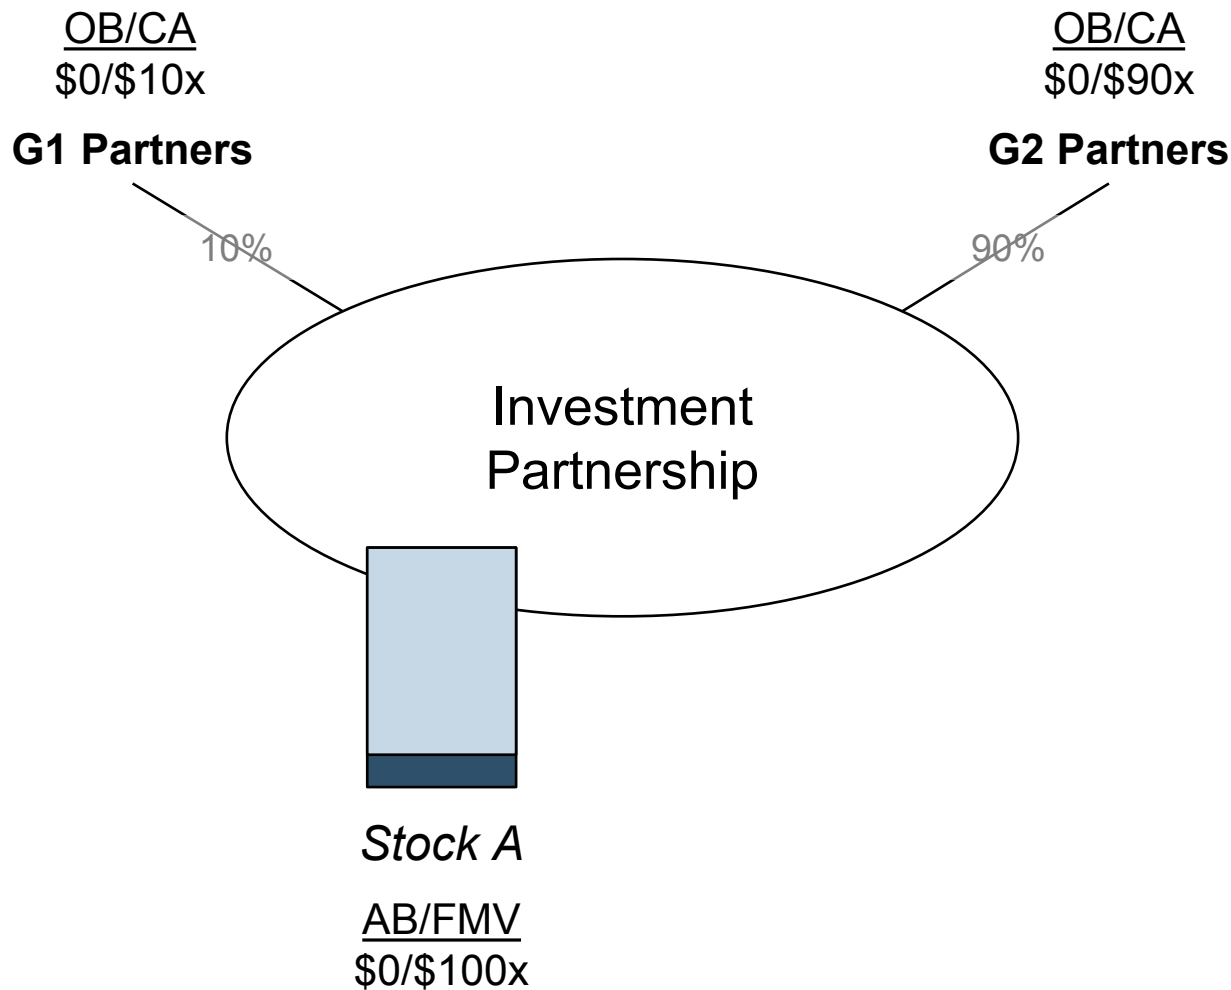 OB/CA
$0/$10x
G1 Partners
OB/CA
$0/$90x
G2 Partners
10%
90%
Investment
Partnership
Stock A
AB/FMV
$0/$100x